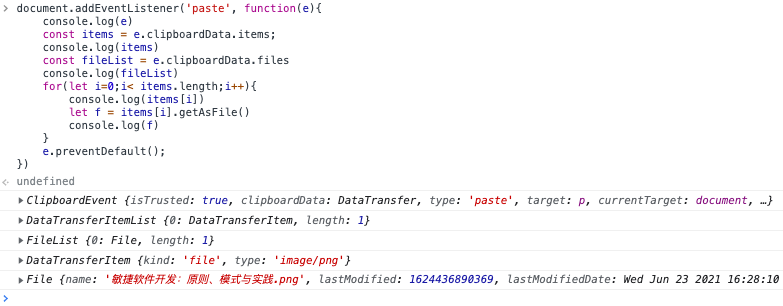 document.addEventListener('paste', function(e){
    console.log(e)
    const items = e.clipboardData.items;
    console.log(items)
    const fileList = e.clipboardData.files
    console.log(fileList)
    for(let i=0;i< items.length;i++){
        console.log(items[i])
        let f = items[i].getAsFile()
        console.log(f)
    }
    e.preventDefault();
})
undefined
ClipboardEvent {isTrusted: true, clipboardData: DataTransfer, type: 'paste', target: p, currentTarget: document, …}
DataTransferItemList {0: DataTransferItem, length: 1}
FileList {0: File, length: 1}
DataTransferItem {kind: 'file', type: 'image/png'}
File {name: '敏捷软件开发：原则、模式与实践.png', lastModified: 1624436890369, lastModifiedDate: Wed Jun 23 2021 16:28:10